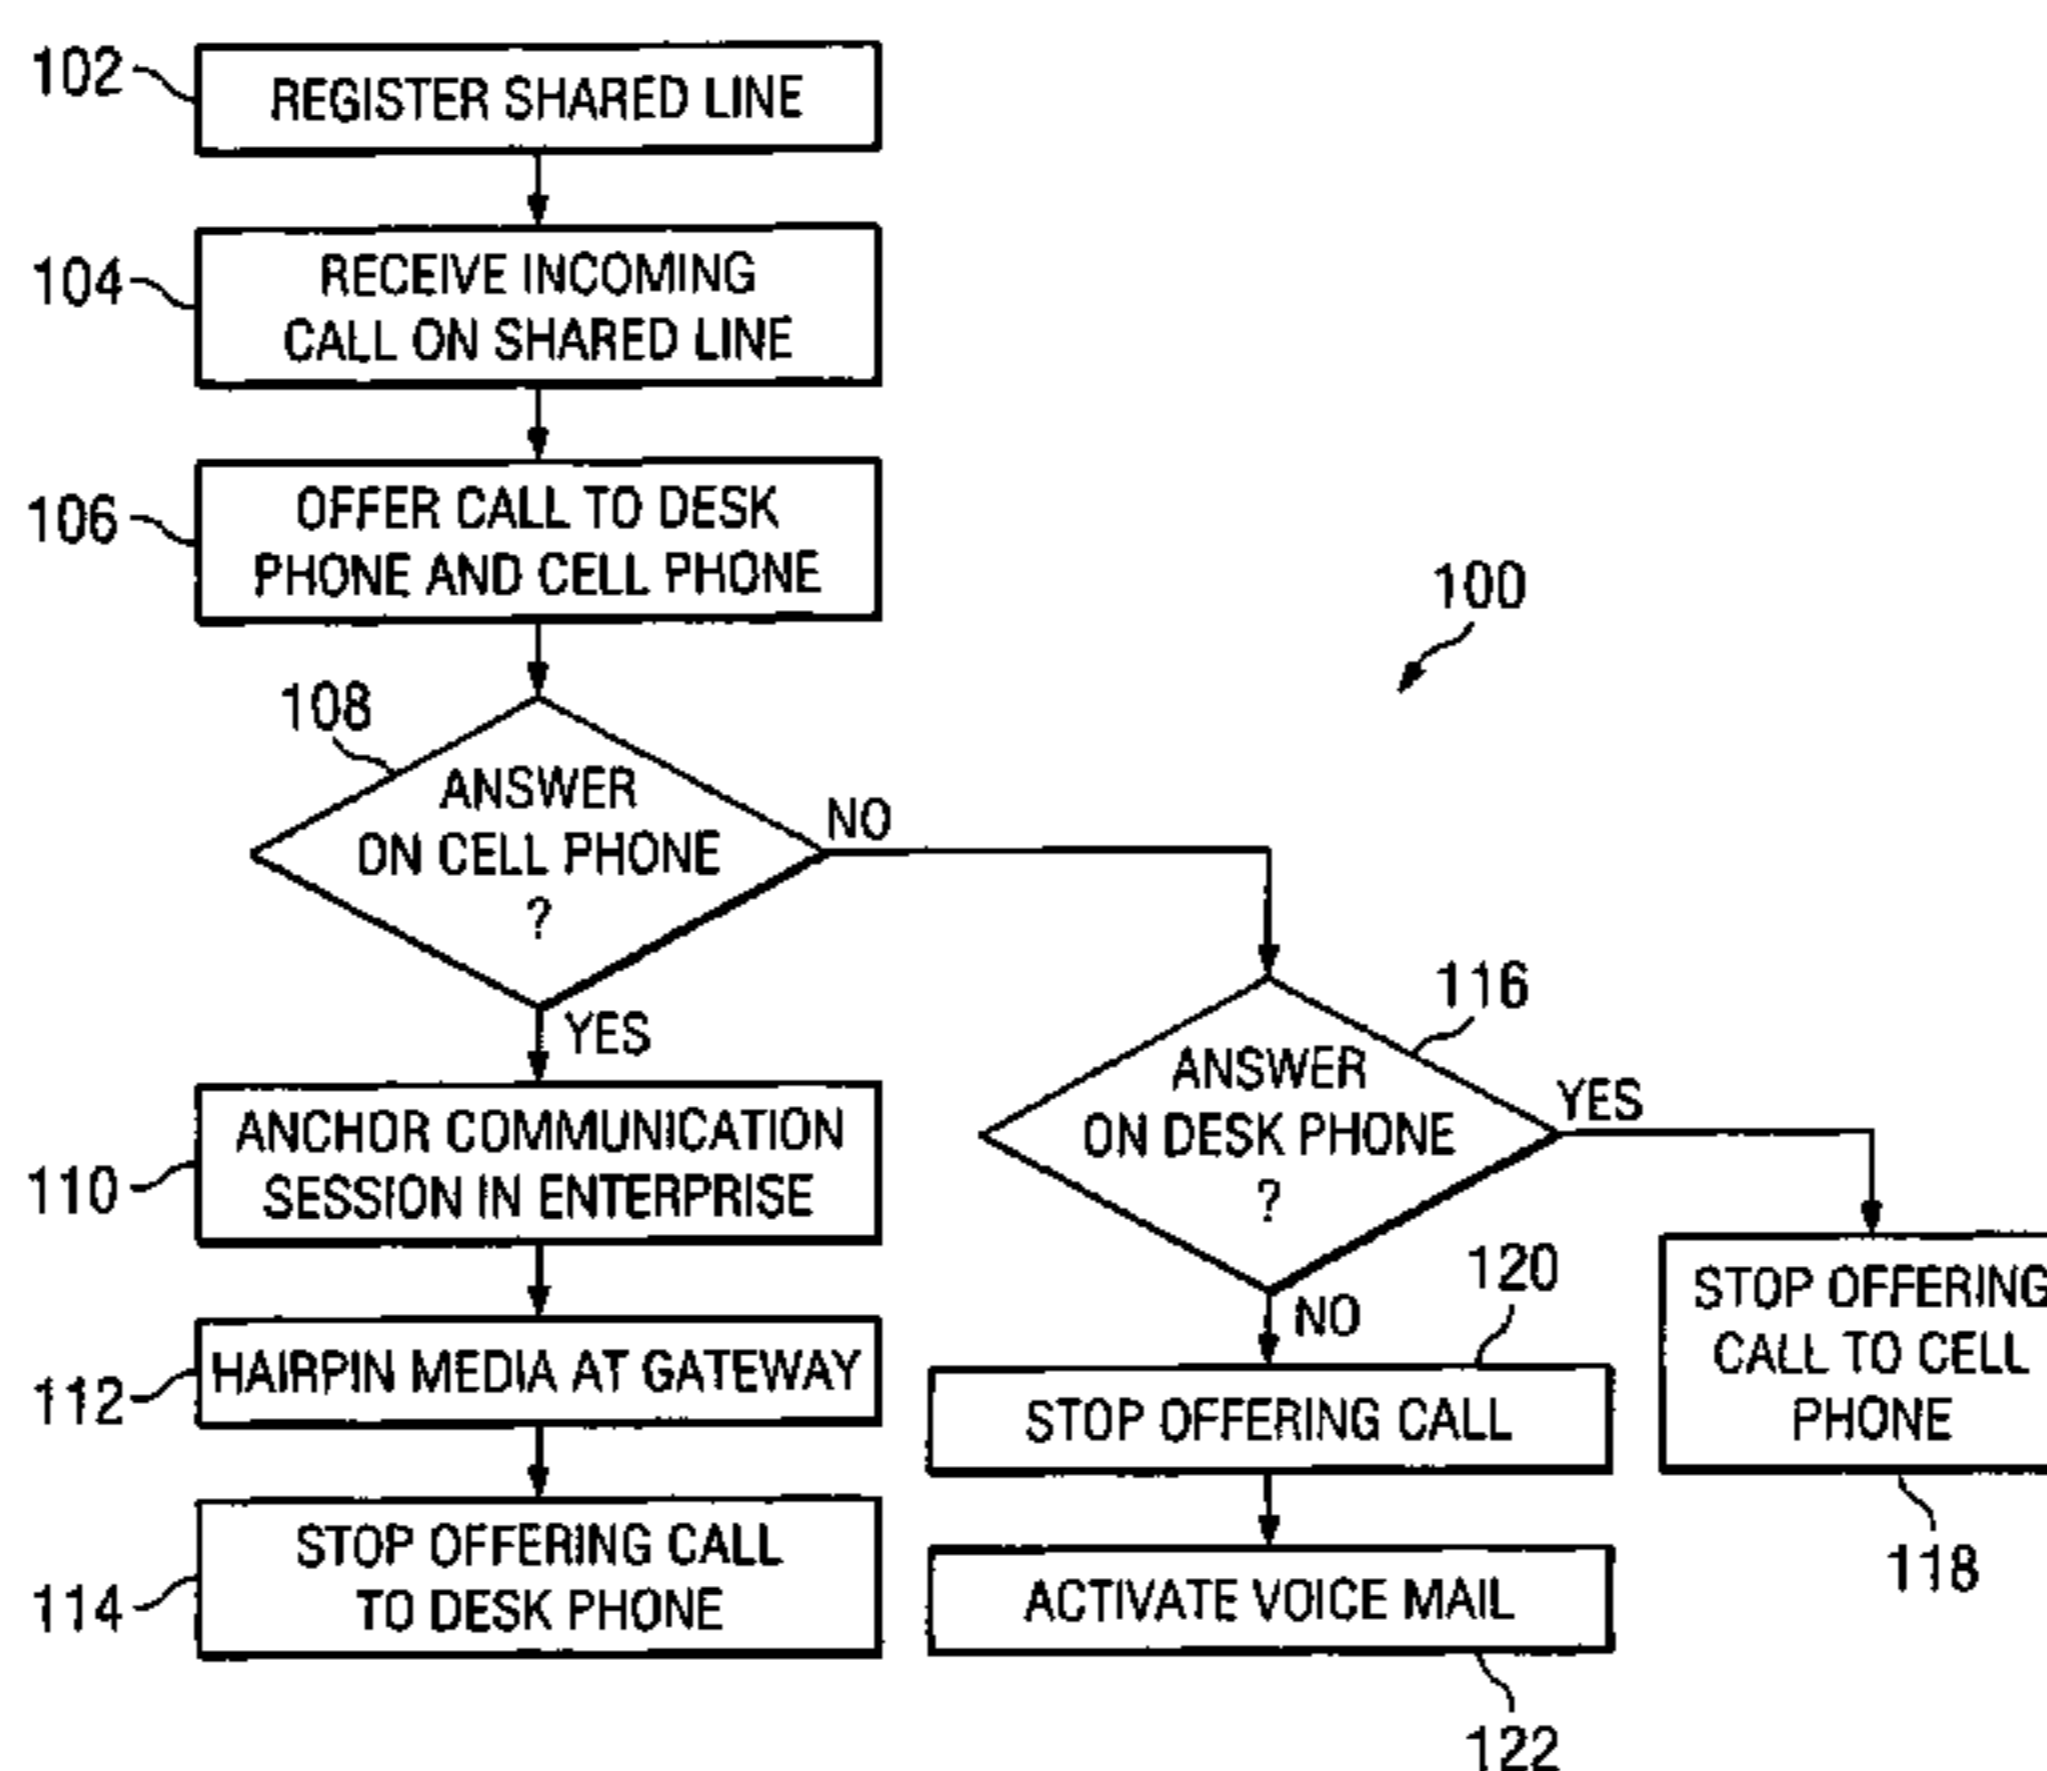 102
REGISTER SHARED LINE
104
RECEIVE INCOMING
CALL ON SHARED LINE
106
OFFER CALL TO DESK
PHONE AND CELL PHONE
100
108
ANSWER
ON CELL PHONE
?
NO
YES
110
ANCHOR COMMUNICATION
SESSION IN ENTERPRISE
112
HAIRPIN MEDIA AT GATEWAY
114
STOP OFFERING CALL
TO DESK PHONE
116
ANSWER
ON DESK PHONE
?
YES
NO
120
STOP OFFERING CALL
ACTIVATE VOICE MAIL
122
STOP OFFERING
CALL TO CELL
PHONE
118